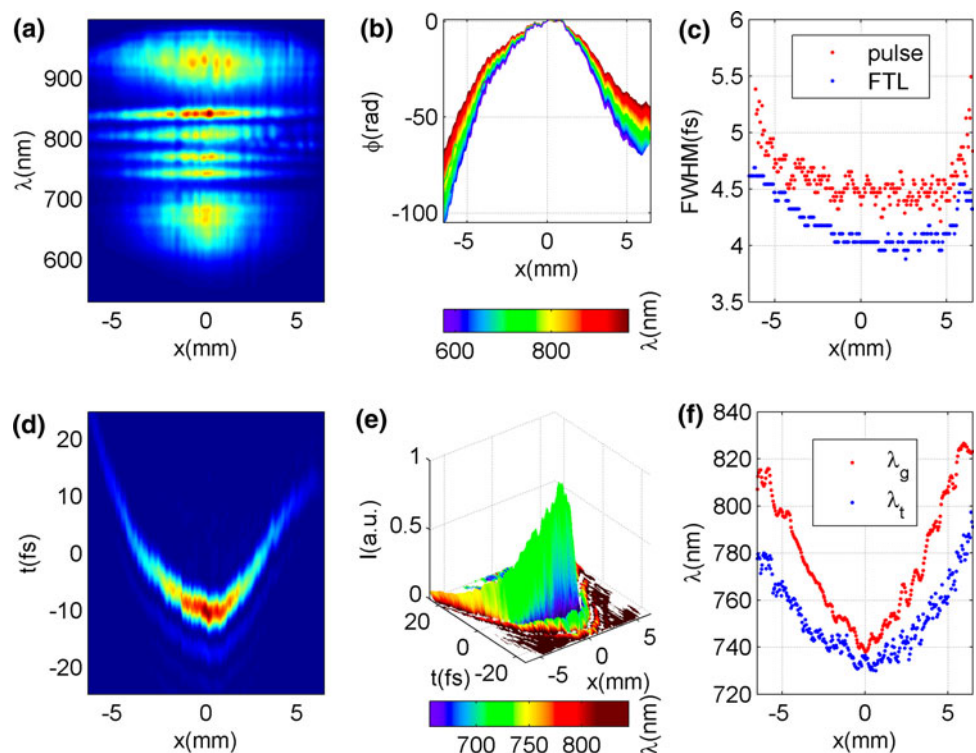 (a)
λ(nm)
900
800
700
600
-5 0 5
x(mm)
(b)
ϕ(rad)
0
-50
-100
-5 0 5
x(mm)
600 800 λ(nm)
(c)
FWHM(fs)
6
5.5
5
4.5
4
3.5
pulse
FTL
-5 0 5
x(mm)
(d)
t(fs)
20
10
0
-10
-20
-5 0 5
x(mm)
(e)
I(a.u.)
1
0.5
0
20
0
-20
t(fs)
-5
0
5
x(mm)
700 750 800 λ(nm)
(f)
λ(nm)
840
820
800
780
760
740
720
λ_g
λ_t
-5 0 5
x(mm)